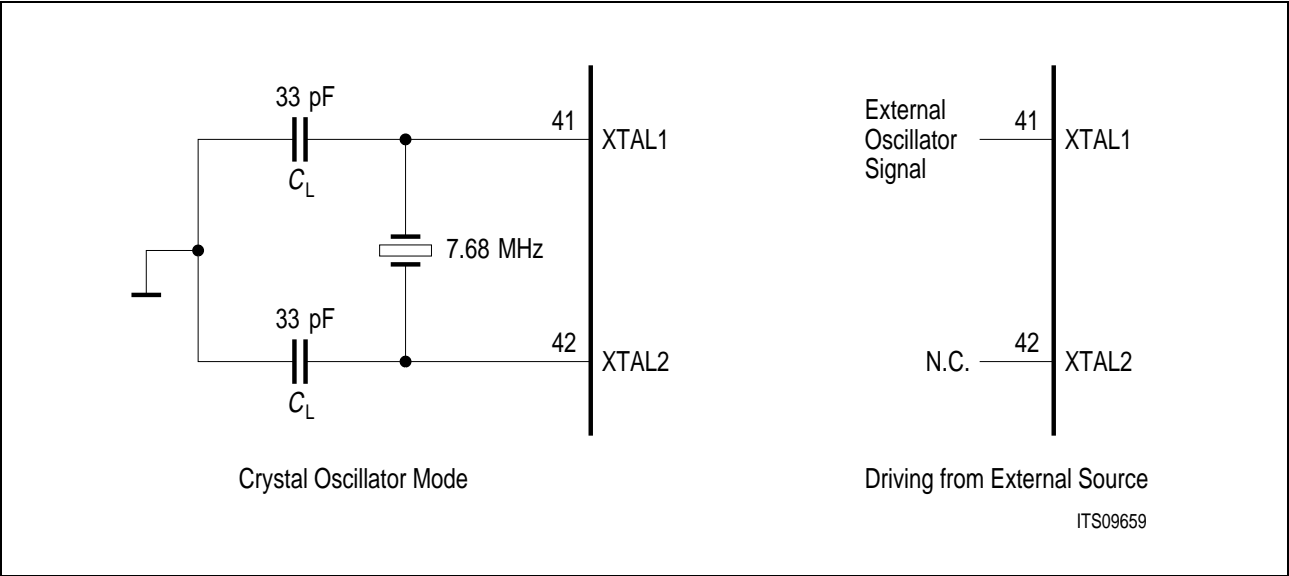 33 pF
C_L
41
XTAL1
7.68 MHz
33 pF
C_L
42
XTAL2
Crystal Oscillator Mode
External
Oscillator
Signal
41
XTAL1
N.C.
42
XTAL2
Driving from External Source
ITS09659